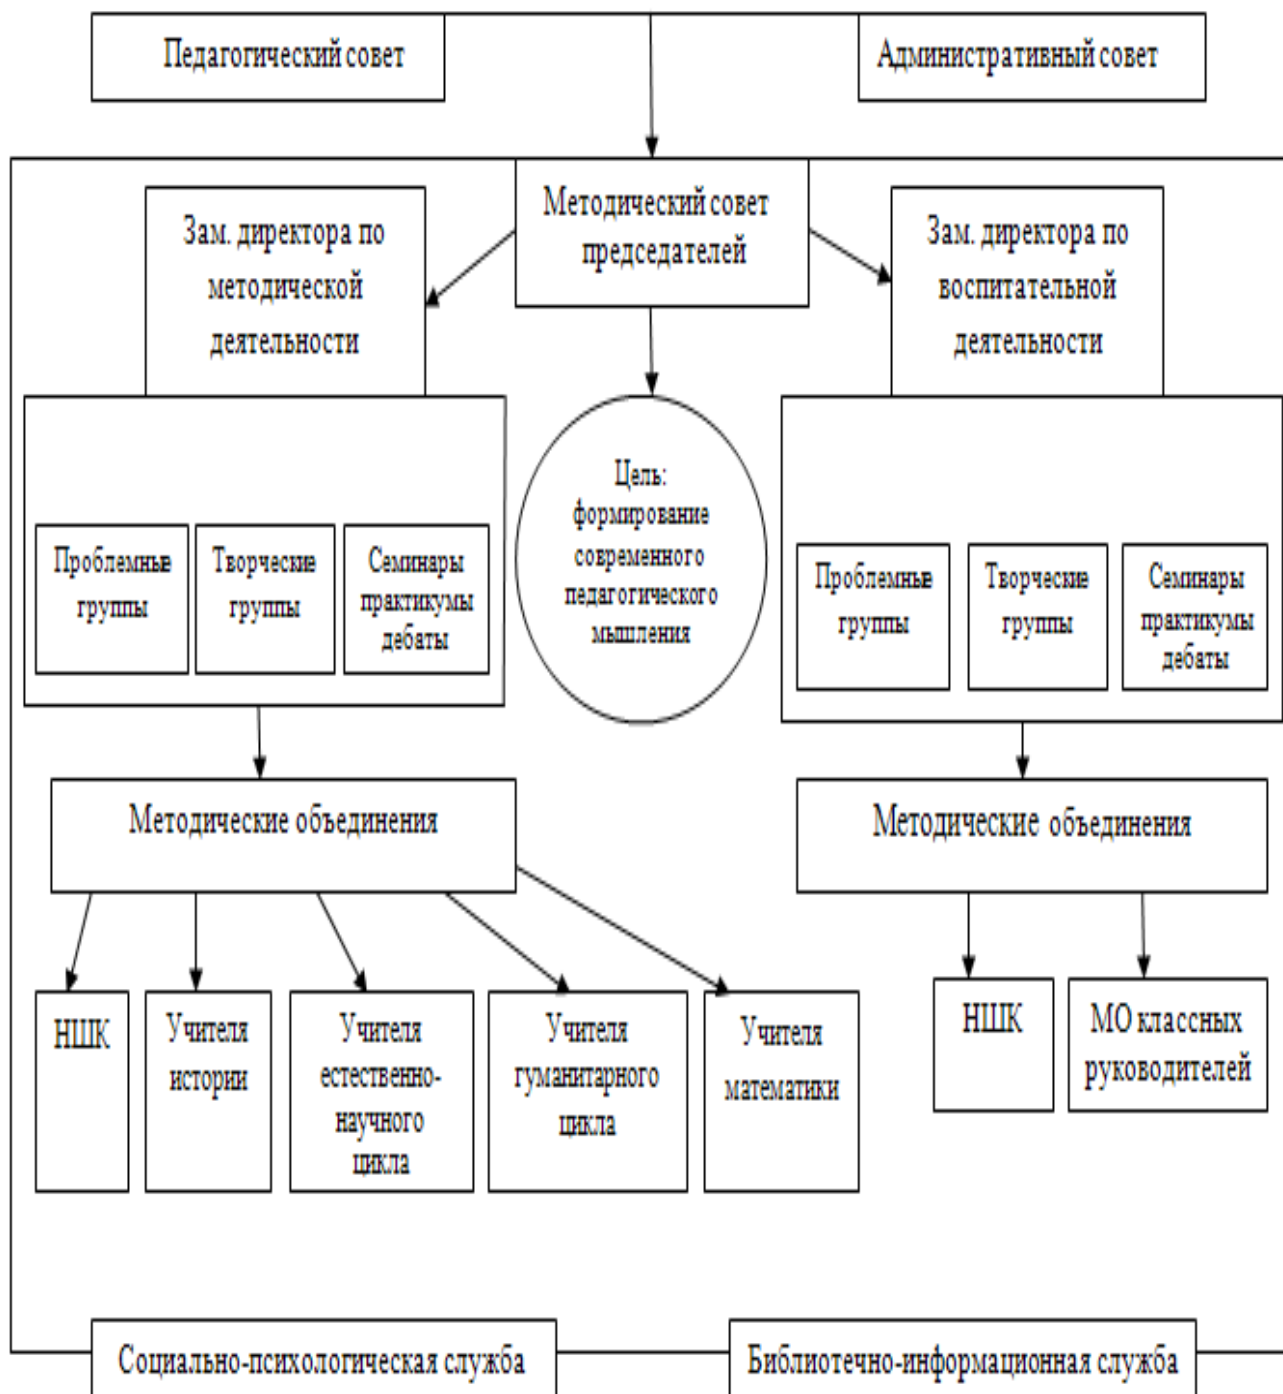 Педагогический совет
Административный совет
Методический совет
председателей
Зам. директора по
методической
деятельности
Зам. директора по
воспитательной
деятельности
Цель:
формирование
современного
педагогического
мышления
Проблемные
группы
Творческие
группы
Семинары
практикумы
дебаты
Проблемные
группы
Творческие
группы
Семинары
практикумы
дебаты
Методические объединения
Методические объединения
НШК
Учителя
истории
Учителя
естественно-
научного
цикла
Учителя
гуманитарного
цикла
Учителя
математики
НШК
МО классных
руководителей
Социально-психологическая служба
Библиотечно-информационная служба